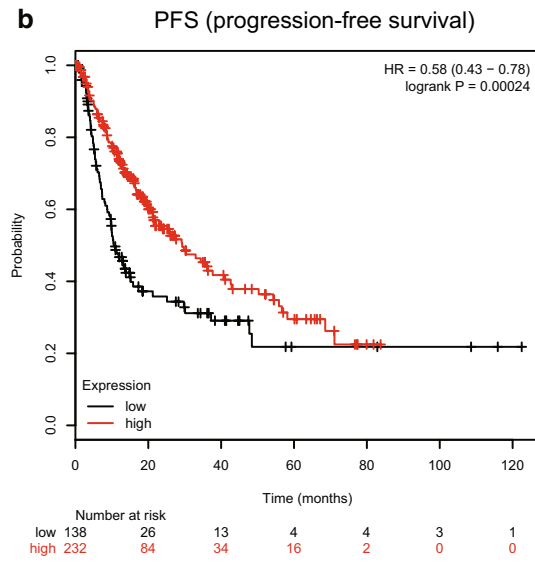 b
PFS (progression-free survival)
HR = 0.58 (0.43 − 0.78)
logrank P = 0.00024
Probability
1.0
0.8
0.6
0.4
0.2
0.0
Expression
low
high
0 20 40 60 80 100 120
Time (months)
Number at risk
low 138 26 13 4 4 3 1
high 232 84 34 16 2 0 0